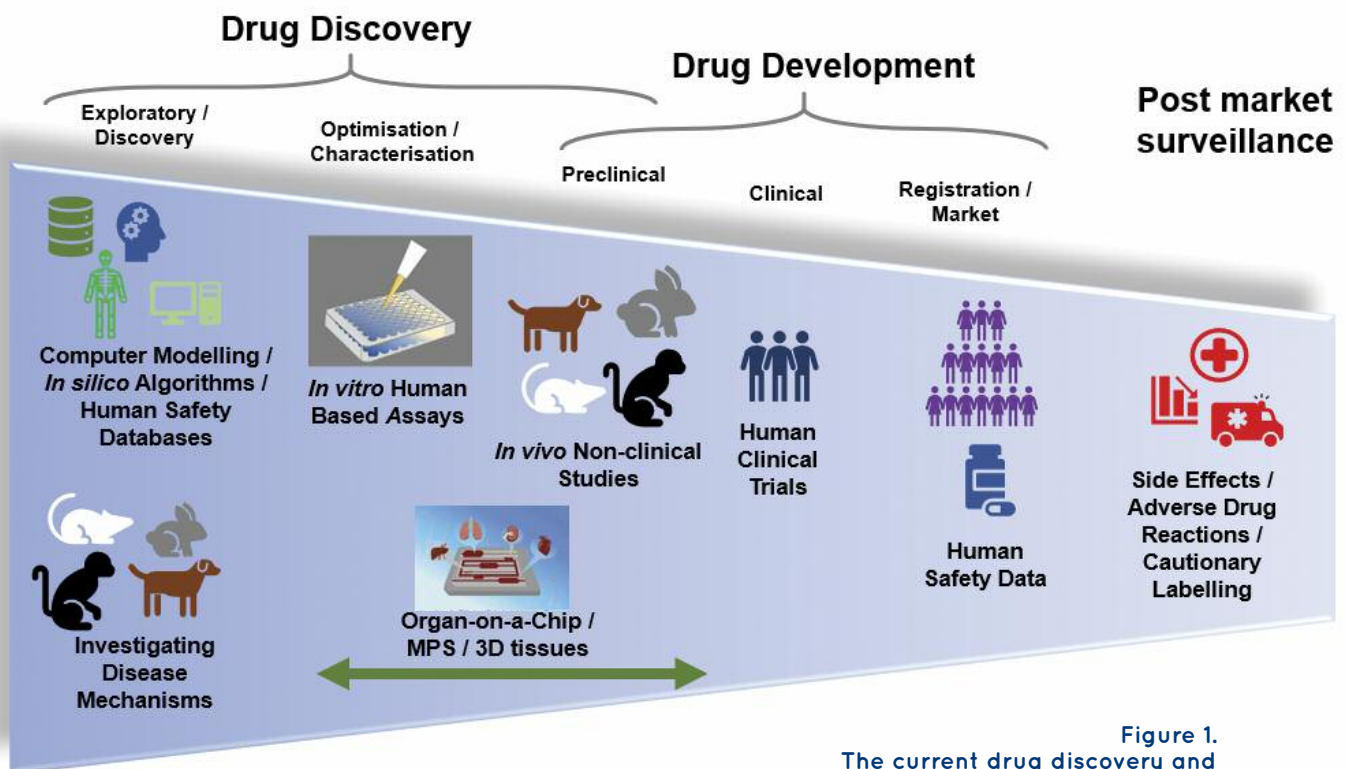 Drug Discovery
Drug Development
Post market
surveillance
Exploratory /
Discovery
Optimisation /
Characterisation
Preclinical
Clinical
Registration /
Market
Computer Modelling /
In silico Algorithms /
Human Safety
Databases
In vitro Human
Based Assays
In vivo Non-clinical
Studies
Human
Clinical
Trials
Human
Safety Data
Side Effects /
Adverse Drug
Reactions /
Cautionary
Labelling
Investigating
Disease
Mechanisms
Organ-on-a-Chip /
MPS / 3D tissues
Figure 1.
The current drug discovery and